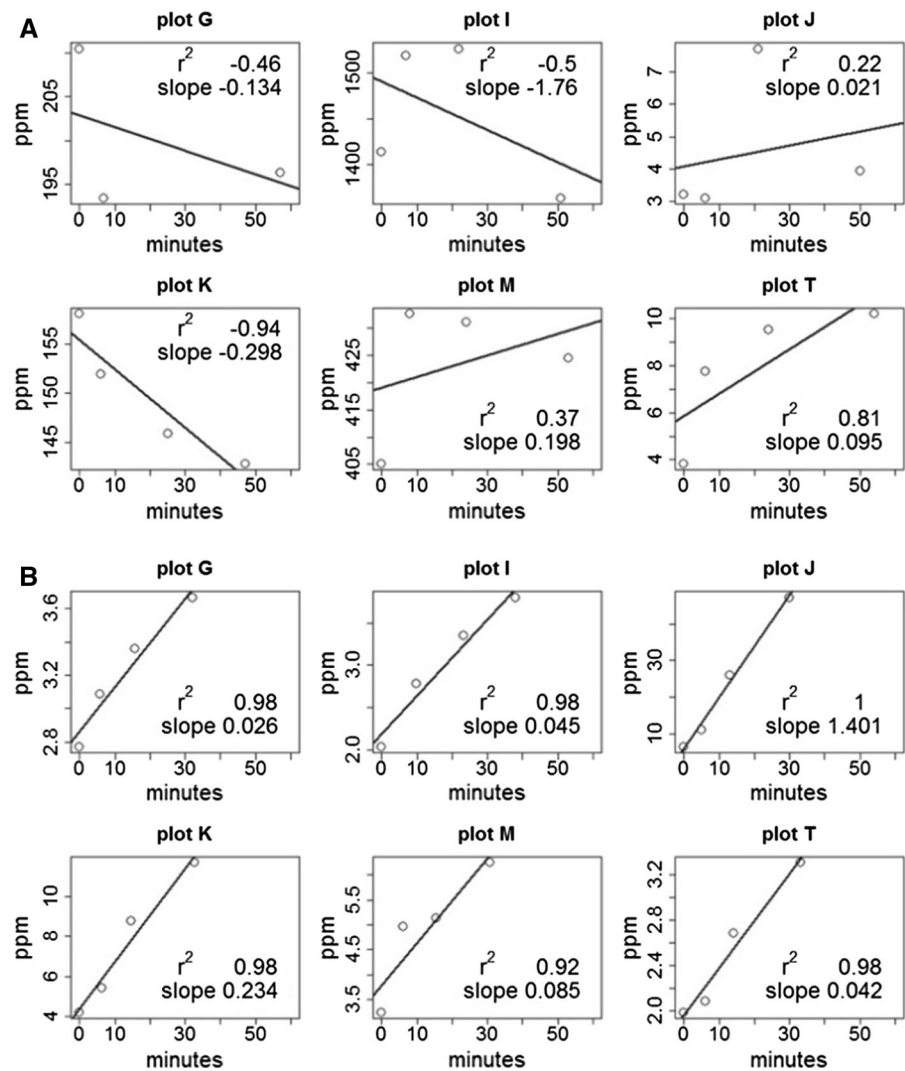 A
plot G
r2 -0.46
slope -0.134
ppm
195 205
0 10 30 50
minutes
plot I
r2 -0.5
slope -1.76
ppm
1400 1500
0 10 30 50
minutes
plot J
r2 0.22
slope 0.021
ppm
3 4 5 6 7
0 10 30 50
minutes
plot K
r2 -0.94
slope -0.298
ppm
145 150 155
0 10 30 50
minutes
plot M
r2 0.37
slope 0.198
ppm
405 415 425
0 10 30 50
minutes
plot T
r2 0.81
slope 0.095
ppm
4 6 8 10
0 10 30 50
minutes
B
plot G
r2 0.98
slope 0.026
ppm
2.8 3.2 3.6
0 10 30 50
minutes
plot I
r2 0.98
slope 0.045
ppm
2.0 3.0
0 10 30 50
minutes
plot J
r2 1
slope 1.401
ppm
10 30
0 10 30 50
minutes
plot K
r2 0.98
slope 0.234
ppm
4 6 8 10
0 10 30 50
minutes
plot M
r2 0.92
slope 0.085
ppm
3.5 4.5 5.5
0 10 30 50
minutes
plot T
r2 0.98
slope 0.042
ppm
2.0 2.4 2.8 3.2
0 10 30 50
minutes